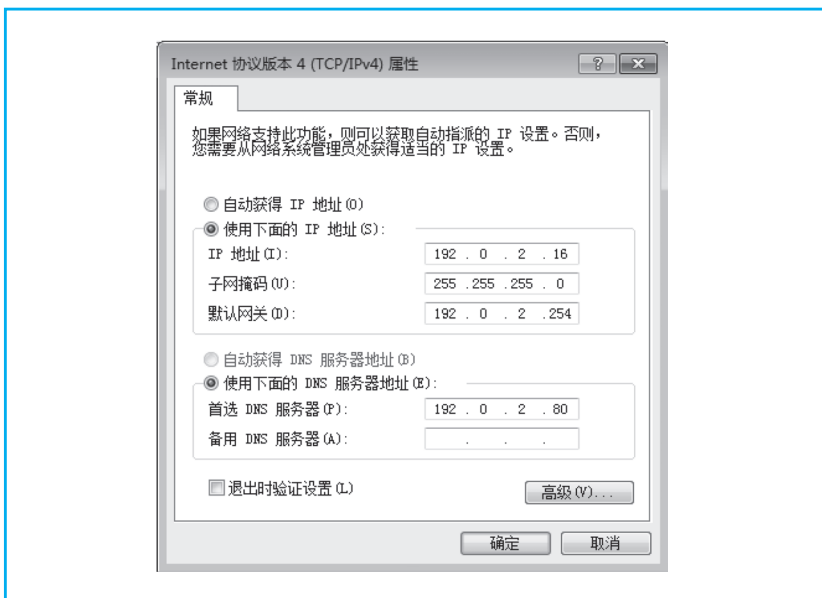 Internet 协议版本 4 (TCP/IPv4) 属性
常规
如果网络支持此功能，则可以获取自动指派的 IP 设置。否则，
您需要从网络系统管理员处获得适当的 IP 设置。
自动获得 IP 地址(O)
使用下面的 IP 地址(S):
IP 地址(I): 192 . 0 . 2 . 16
子网掩码(U): 255 .255 .255 . 0
默认网关(D): 192 . 0 . 2 .254
自动获得 DNS 服务器地址(B)
使用下面的 DNS 服务器地址(E):
首选 DNS 服务器(P): 192 . 0 . 2 . 80
备用 DNS 服务器(A): . . .
退出时验证设置(L)
高级(V)...
确定 取消